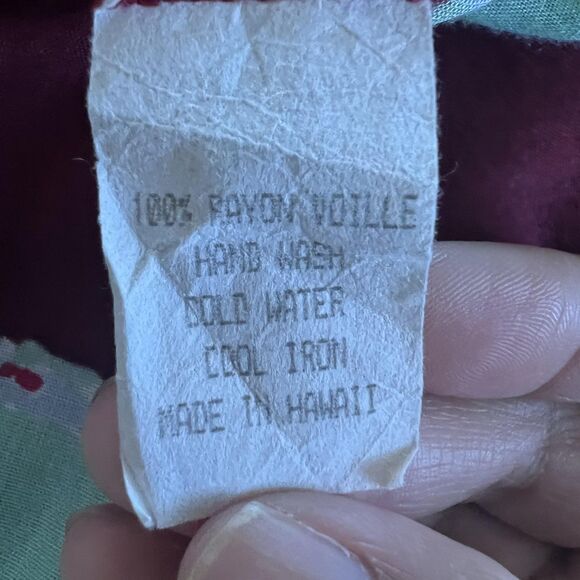 100% RAYON VOILLE
HAND WASH
COLD WATER
COOL IRON
MADE IN HAWAII